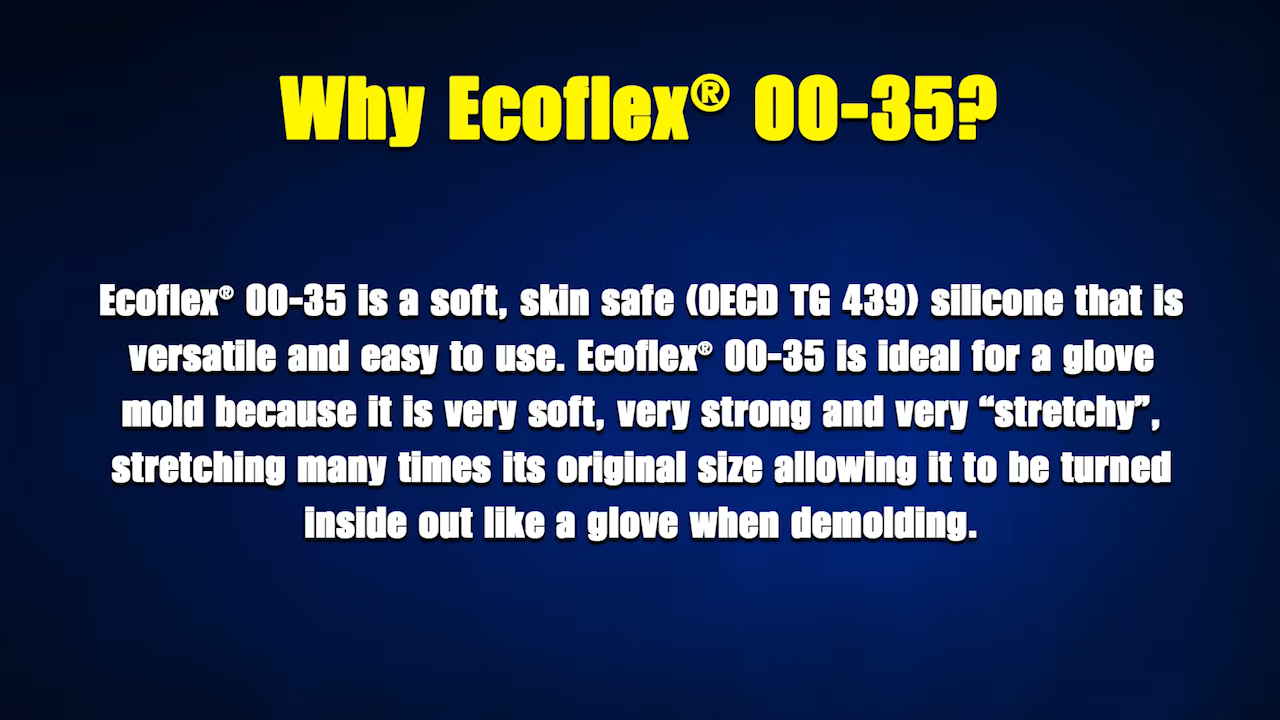 Why Ecoflex® 00-35?
Ecoflex® 00-35 is a soft, skin safe (OECD TG 439) silicone that is
versatile and easy to use. Ecoflex® 00-35 is ideal for a glove
mold because it is very soft, very strong and very “stretchy”,
stretching many times its original size allowing it to be turned
inside out like a glove when demolding.